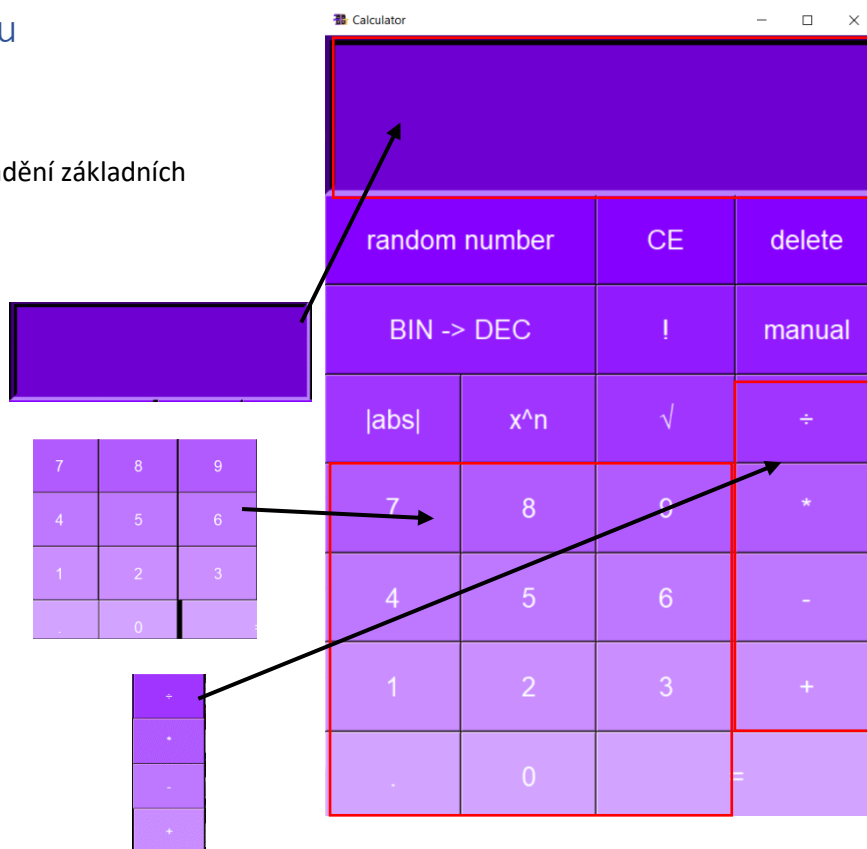 Calculator
random number CE delete
BIN -> DEC ! manual
|abs| x^n √ ÷
7 8 9 *
4 5 6 -
1 2 3 +
. 0 =
základních
7 8 9
4 5 6
1 2 3
. 0
÷
*
-
+